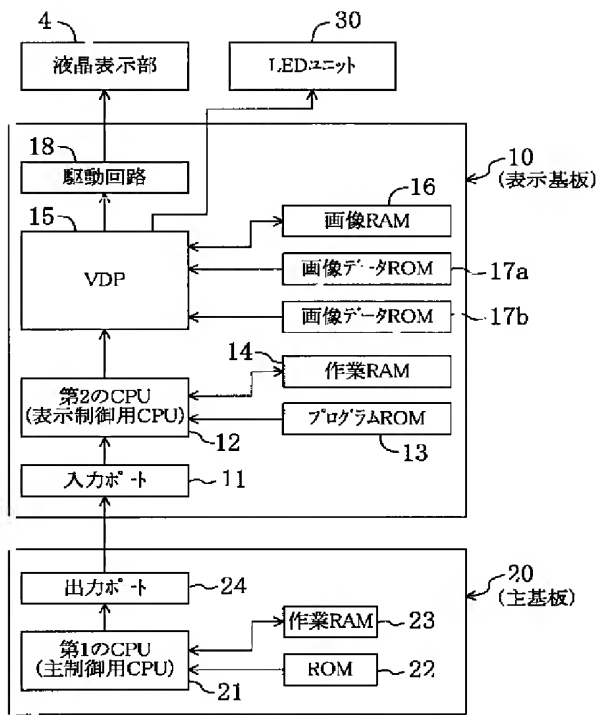 4
30
液晶表示部
LEDユニット
18
駆動回路
10
(表示基板)
15
VDP
16
画像RAM
画像データROM
17a
画像データROM
17b
14
作業RAM
第2のCPU
(表示制御用CPU)
12
プログラムROM
13
入力ポート
11
出力ポート
24
20
(主基板)
第1のCPU
(主制御用CPU)
21
作業RAM
23
ROM
22